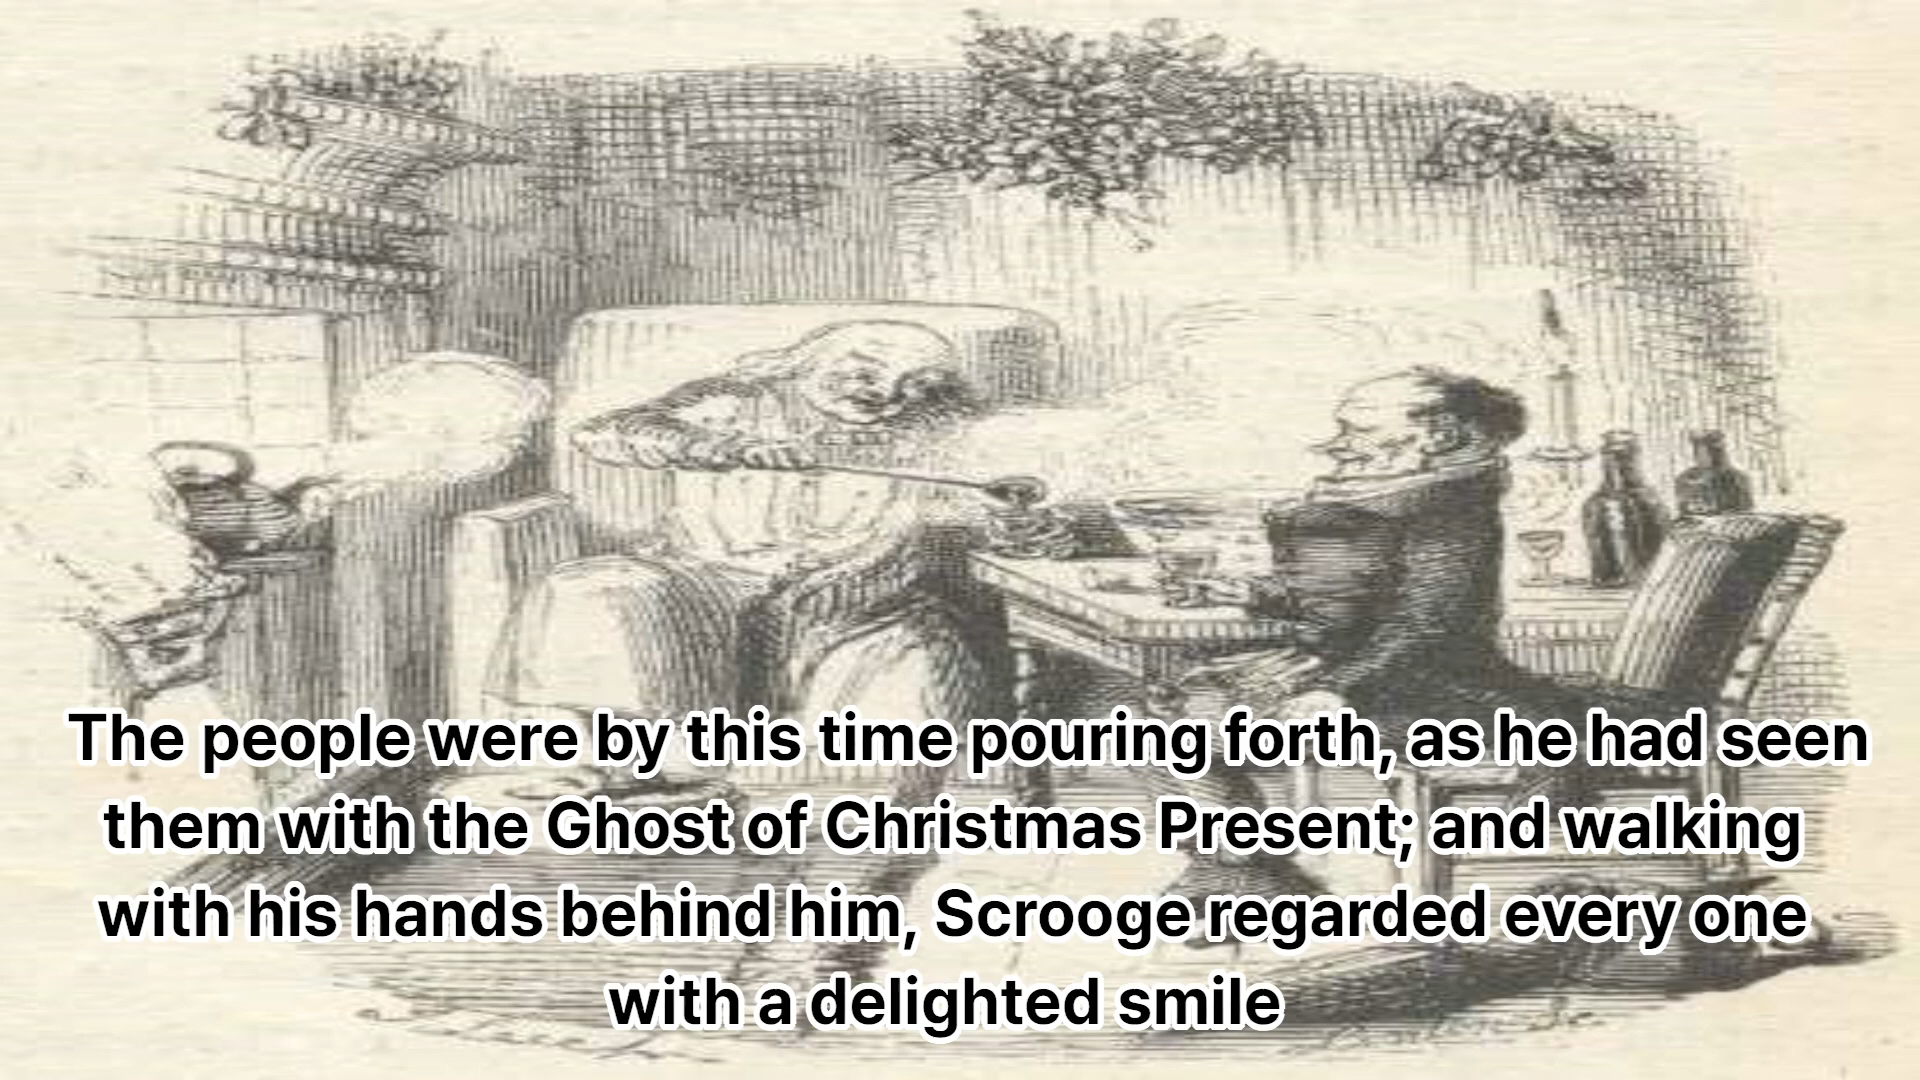 The people were by this time pouring forth, as he had seen
them with the Ghost of Christmas Present; and walking
with his hands behind him, Scrooge regarded every one
with a delighted smile